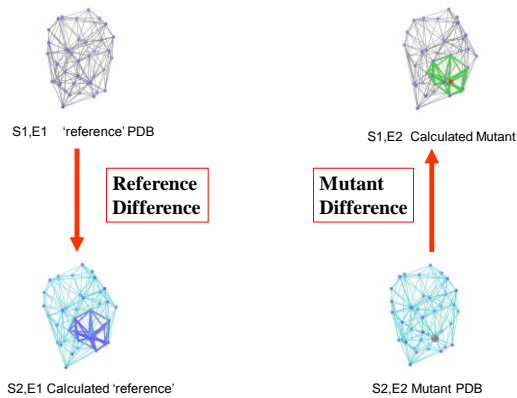 S1,E1 ‘reference’ PDB
S1,E2 Calculated Mutant
Reference
Difference
Mutant
Difference
S2,E1 Calculated ‘reference’
S2,E2 Mutant PDB